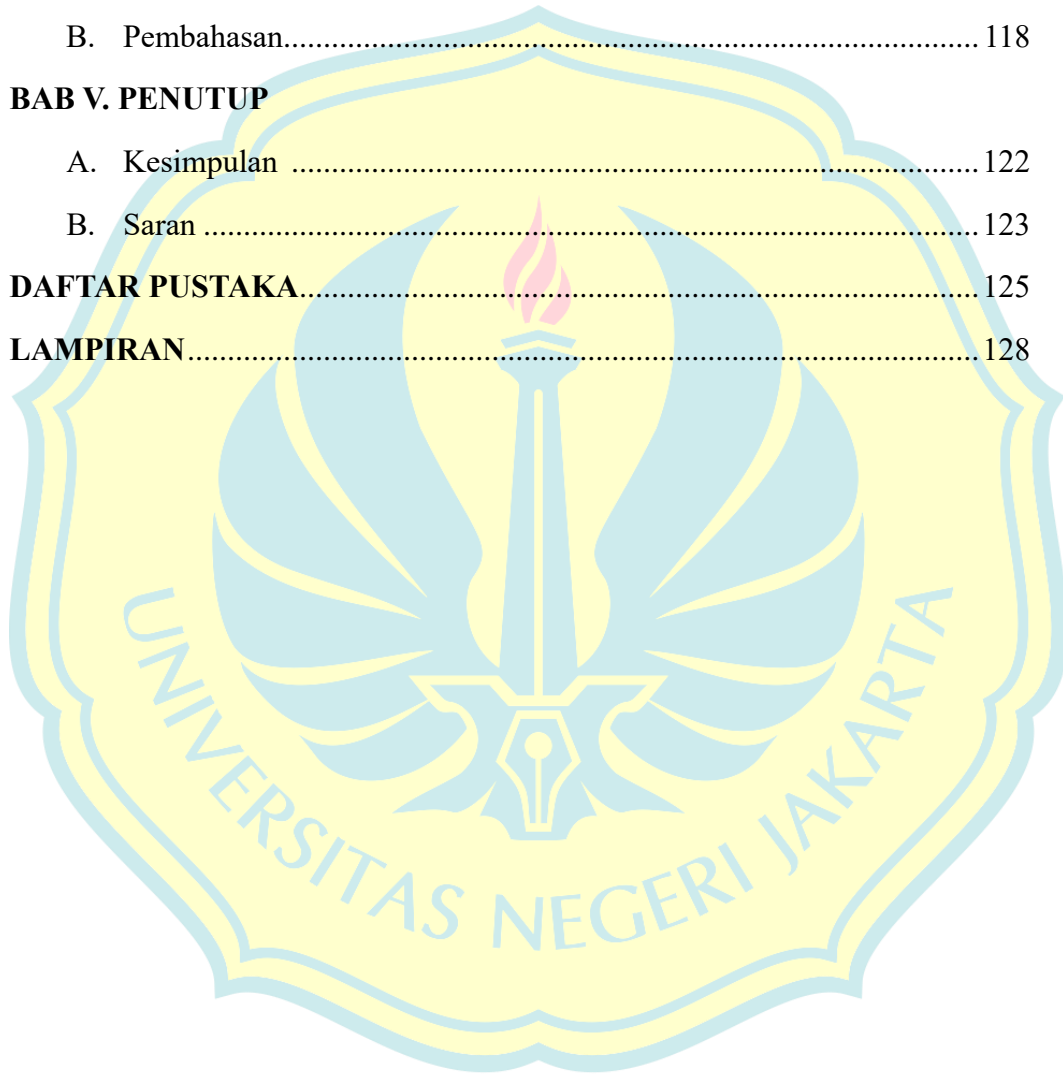 B. Pembahasan.................................................................................................... 118
BAB V. PENUTUP
A. Kesimpulan .................................................................................................... 122
B. Saran .................................................................................................... 123
DAFTAR PUSTAKA.................................................................................................... 125
LAMPIRAN.................................................................................................... 128
UNIVERSITAS NEGERI JAKARTA